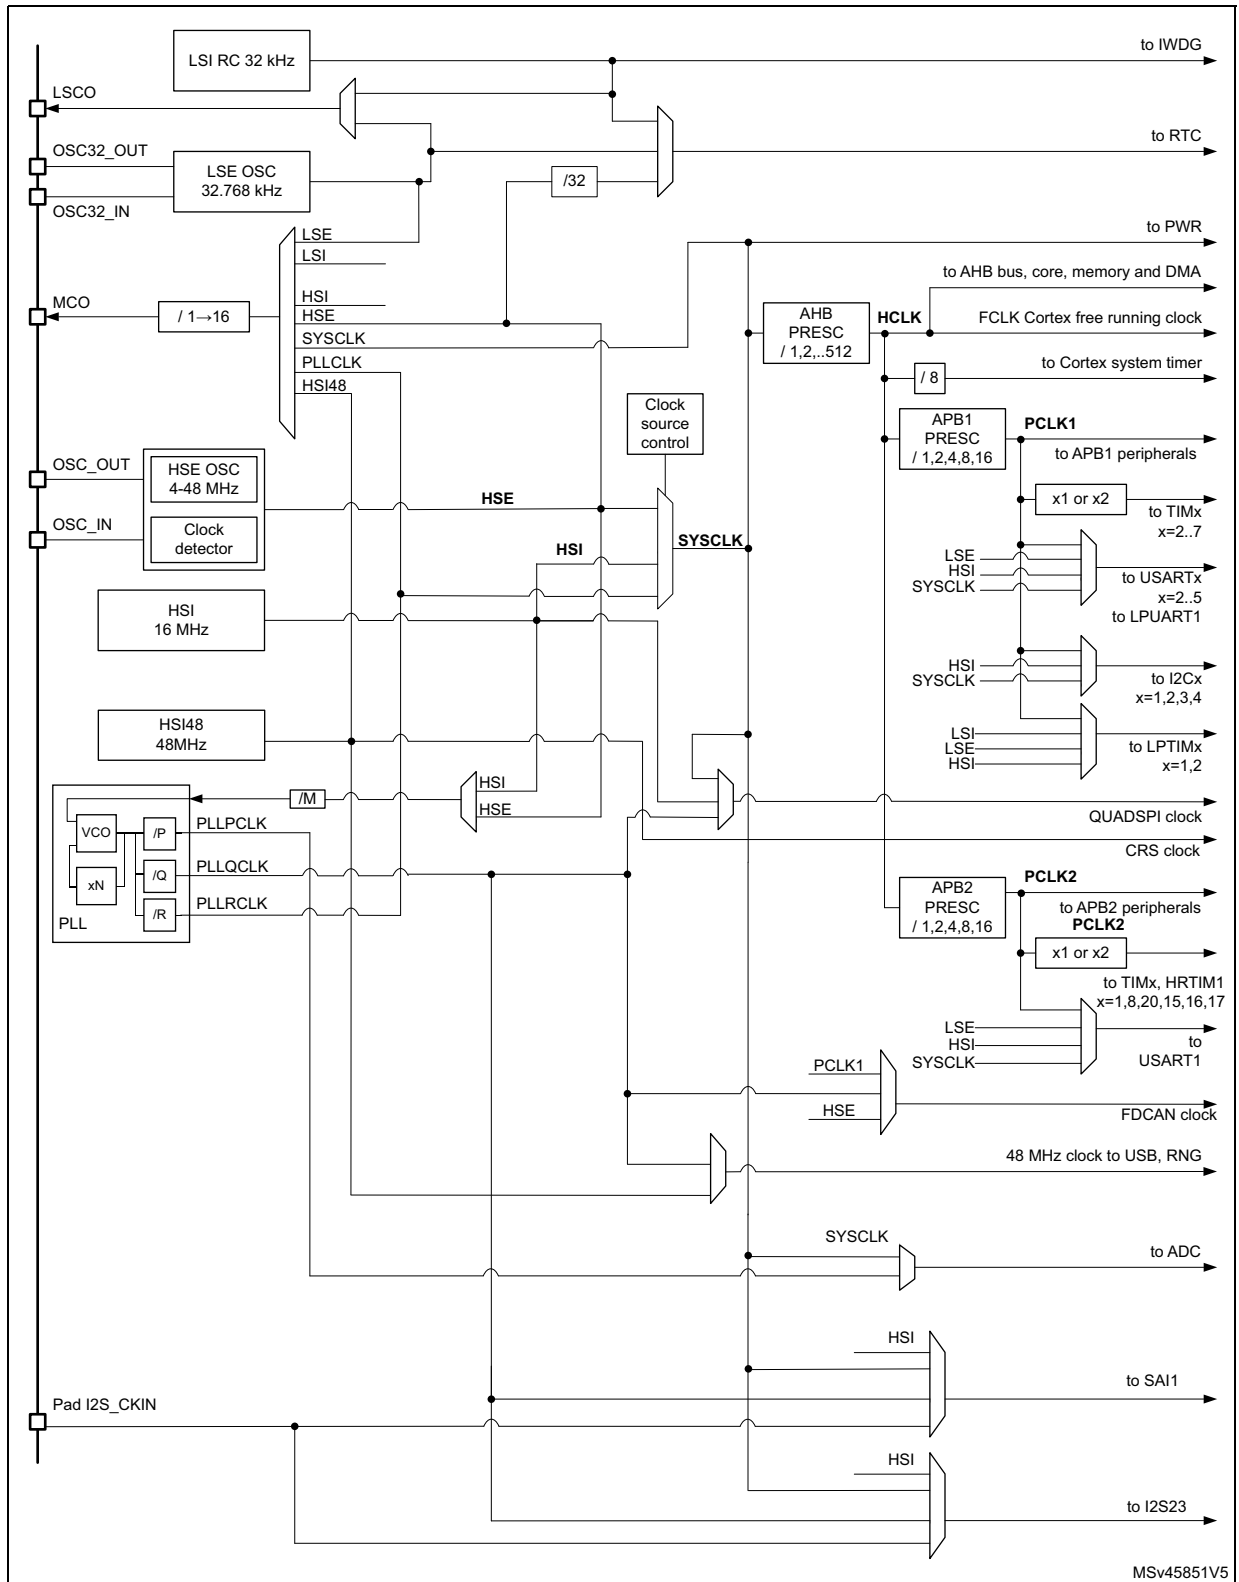 LSI RC 32 kHz
to IWDG
LSCO
to RTC
OSC32_OUT
LSE OSC
32.768 kHz
/32
OSC32_IN
to PWR
LSE
LSI
to AHB bus, core, memory and DMA
MCO
/ 1→16
HSI
HSE
SYSCLK
PLLCLK
HSI48
AHB
PRESC
/ 1,2,..512
HCLK
FCLK Cortex free running clock
to Cortex system timer
/ 8
Clock
source
control
APB1
PRESC
/ 1,2,4,8,16
PCLK1
to APB1 peripherals
OSC_OUT
HSE OSC
4-48 MHz
OSC_IN
Clock
detector
HSE
x1 or x2
to TIMx
x=2..7
HSI
SYSCLK
LSE
HSI
SYSCLK
to USARTx
x=2..5
to LPUART1
HSI
16 MHz
HSI
SYSCLK
to I2Cx
x=1,2,3,4
HSI48
48MHz
LSI
LSE
HSI
to LPTIMx
x=1,2
HSI
HSE
/M
QUADSPI clock
VCO
xN
/P
/Q
/R
PLL
PLLPCLK
PLLQCLK
PLLRCLK
CRS clock
APB2
PRESC
/ 1,2,4,8,16
PCLK2
to APB2 peripherals
PCLK2
x1 or x2
to TIMx, HRTIM1
x=1,8,20,15,16,17
LSE
HSI
SYSCLK
to
USART1
PCLK1
HSE
FDCAN clock
48 MHz clock to USB, RNG
SYSCLK
to ADC
HSI
to SAI1
Pad I2S_CKIN
HSI
to I2S23
MSv45851V5